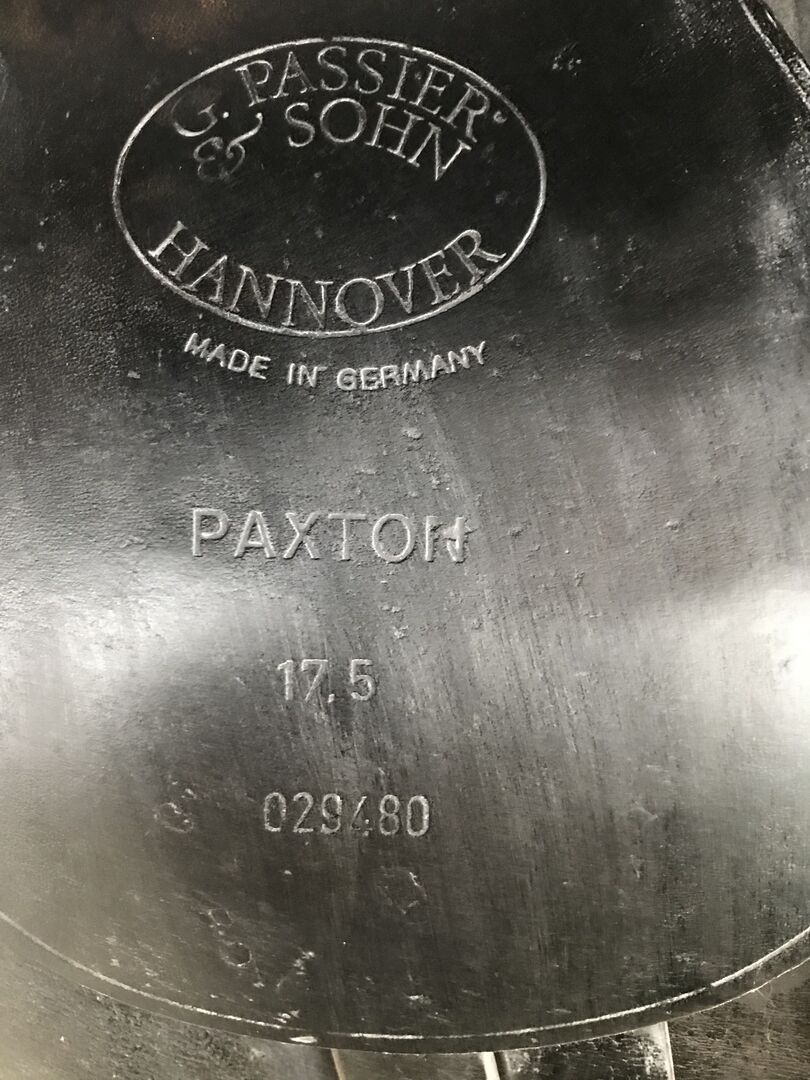 G. PASSIER
& SOHN
HANNOVER
MADE IN GERMANY
PAXTON
17.5
029480